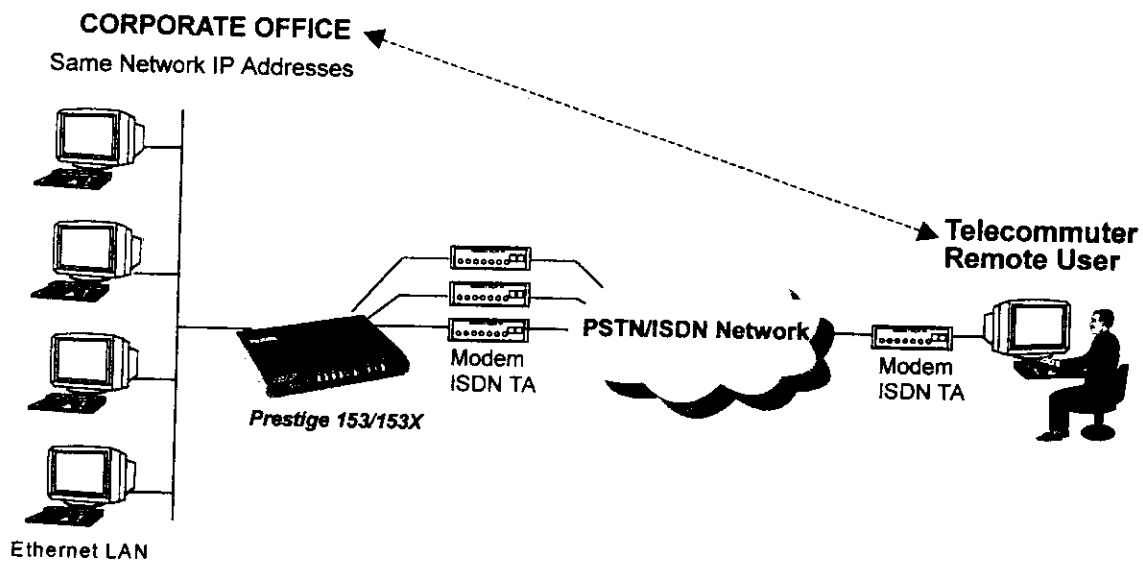 CORPORATE OFFICE
Same Network IP Addresses
Telecommuter
Remote User
PSTN/ISDN Network
Modem
ISDN TA
Modem
ISDN TA
Prestige 153/153X
Ethernet LAN